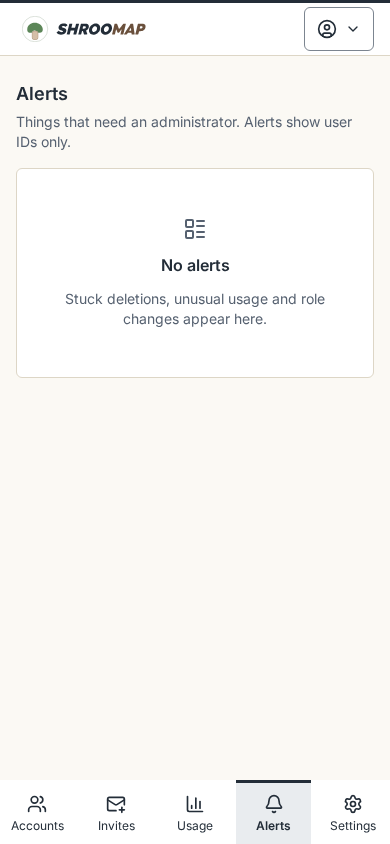 SHROOMAP
Alerts
Things that need an administrator. Alerts show user
IDs only.
No alerts
Stuck deletions, unusual usage and role
changes appear here.
Accounts
Invites
Usage
Alerts
Settings